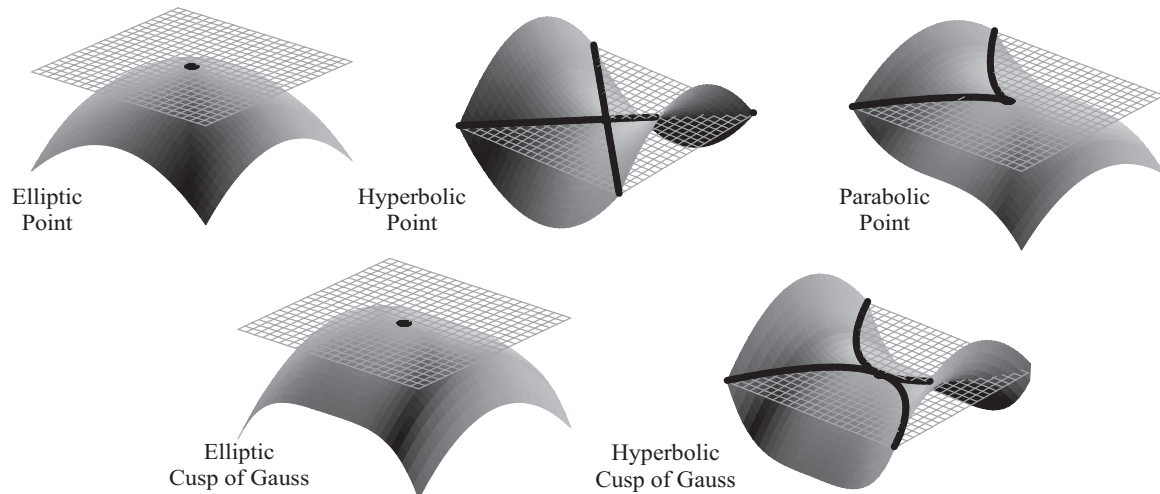 Elliptic
Point
Hyperbolic
Point
Parabolic
Point
Elliptic
Cusp of Gauss
Hyperbolic
Cusp of Gauss